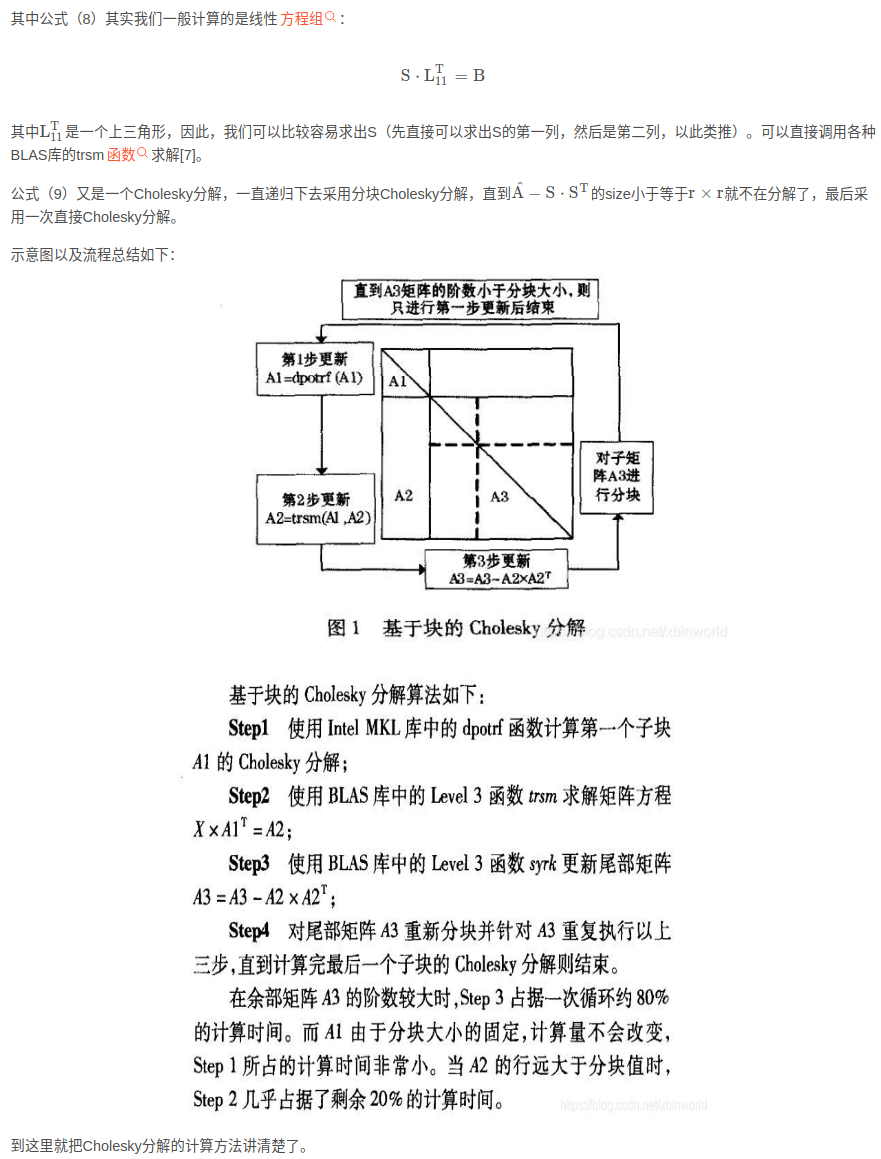 其中公式（8）其实我们一般计算的是线性 方程组：
S · L₁₁ᵀ = B
其中L₁₁ᵀ是一个上三角形，因此，我们可以比较容易求出S（先直接可以求出S的第一列，然后是第二列，以此类推）。可以直接调用各种
BLAS库的trsm 函数 求解[7]。
公式（9）又是一个Cholesky分解，一直递归下去采用分块Cholesky分解，直到Â − S · Sᵀ的size小于等于r × r就不在分解了，最后采
用一次直接Cholesky分解。
示意图以及流程总结如下：
直到A3矩阵的阶数小于分块大小，则
只进行第一步更新后结束
第1步更新
A1=dpotrf (A1)
A1
对子矩
阵A3进
行分块
第2步更新
A2=trsm(A1 ,A2)
A2
A3
第3步更新
A3=A3−A2×A2ᵀ
图 1 基于块的 Cholesky 分解
https://blog.csdn.net/xbinworld
基于块的 Cholesky 分解算法如下：
Step1 使用 Intel MKL 库中的 dpotrf 函数计算第一个子块
A1 的 Cholesky 分解；
Step2 使用 BLAS 库中的 Level 3 函数 trsm 求解矩阵方程
X × A1ᵀ = A2；
Step3 使用 BLAS 库中的 Level 3 函数 syrk 更新尾部矩阵
A3 = A3 − A2 × A2ᵀ；
Step4 对尾部矩阵 A3 重新分块并针对 A3 重复执行以上
三步，直到计算完最后一个子块的 Cholesky 分解则结束。
在余部矩阵 A3 的阶数较大时，Step 3 占据一次循环约 80%
的计算时间。而 A1 由于分块大小的固定，计算量不会改变，
Step 1 所占的计算时间非常小。当 A2 的行远大于分块值时，
Step 2 几乎占据了剩余 20% 的计算时间。
https://blog.csdn.net/xbinworld
到这里就把Cholesky分解的计算方法讲清楚了。